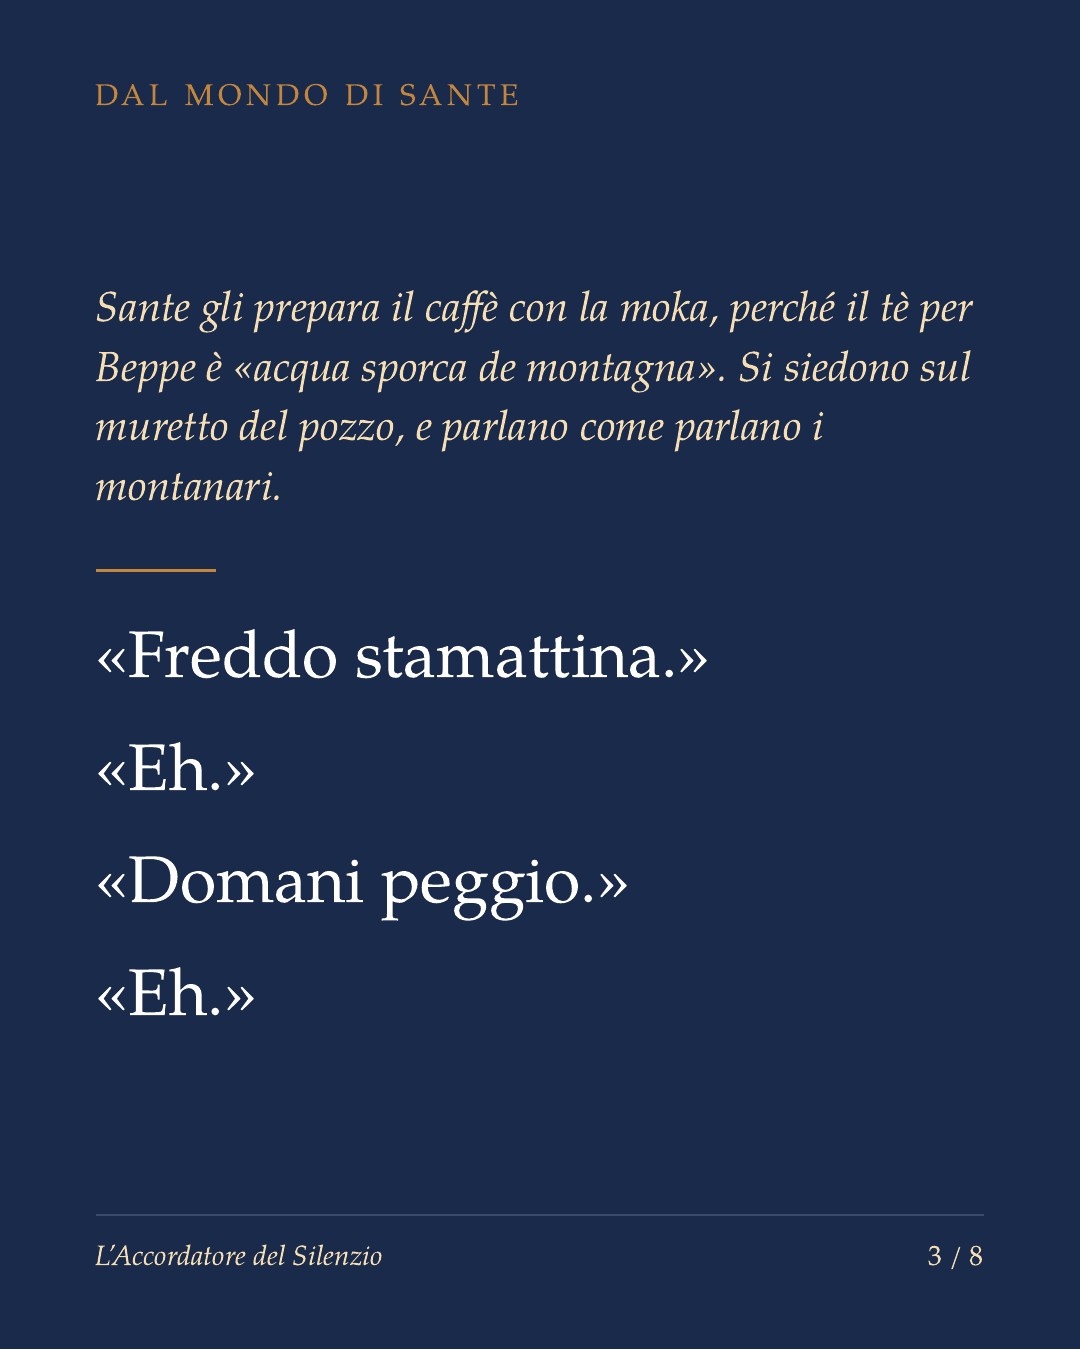 DAL MONDO DI SANTE
Sante gli prepara il caffè con la moka, perché il tè per
Beppe è «acqua sporca de montagna». Si siedono sul
muretto del pozzo, e parlano come parlano i
montanari.
«Freddo stamattina.»
«Eh.»
«Domani peggio.»
«Eh.»
L'Accordatore del Silenzio
3 / 8